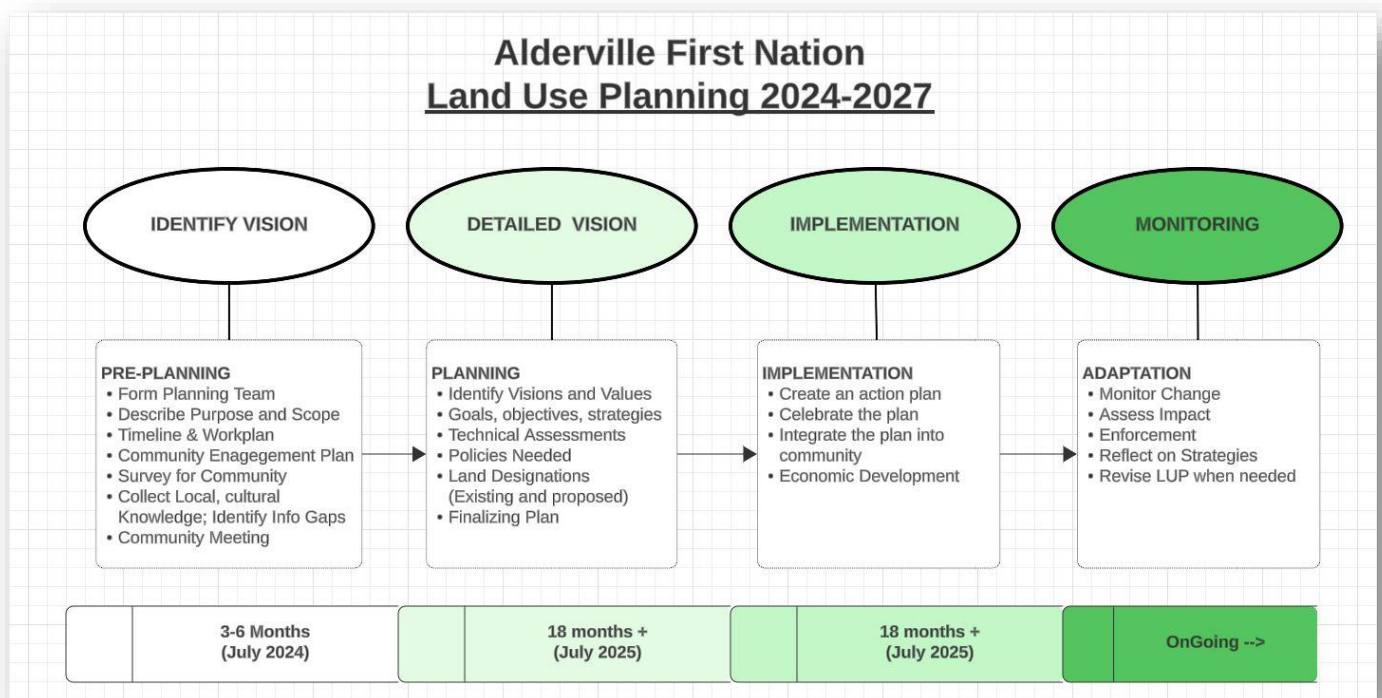 Alderville First Nation
Land Use Planning 2024-2027
IDENTIFY VISION
DETAILED VISION
IMPLEMENTATION
MONITORING
PRE-PLANNING
• Form Planning Team
• Describe Purpose and Scope
• Timeline & Workplan
• Community Enagegement Plan
• Survey for Community
• Collect Local, cultural
Knowledge; Identify Info Gaps
• Community Meeting
PLANNING
• Identify Visions and Values
• Goals, objectives, strategies
• Technical Assessments
• Policies Needed
• Land Designations
(Existing and proposed)
• Finalizing Plan
IMPLEMENTATION
• Create an action plan
• Celebrate the plan
• Integrate the plan into
community
• Economic Development
ADAPTATION
• Monitor Change
• Assess Impact
• Enforcement
• Reflect on Strategies
• Revise LUP when needed
3-6 Months
(July 2024)
18 months +
(July 2025)
18 months +
(July 2025)
OnGoing -->